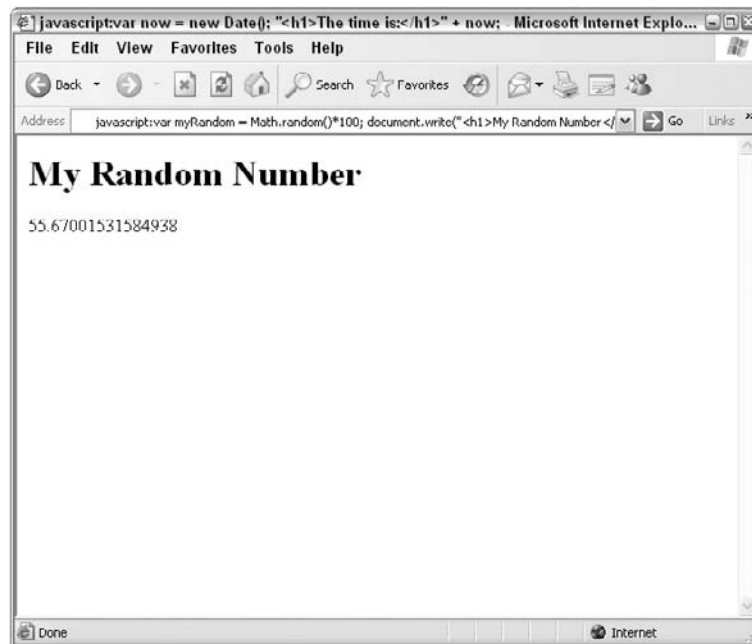 javascript:var now = new Date(); "<h1>The time is:</h1>" + now; - Microsoft Internet Explo...
File Edit View Favorites Tools Help
Back Search Favorites
Address javascript:var myRandom = Math.random()*100; document.write("<h1>My Random Number</ Go Links »
My Random Number
55.67001531584938
Done Internet